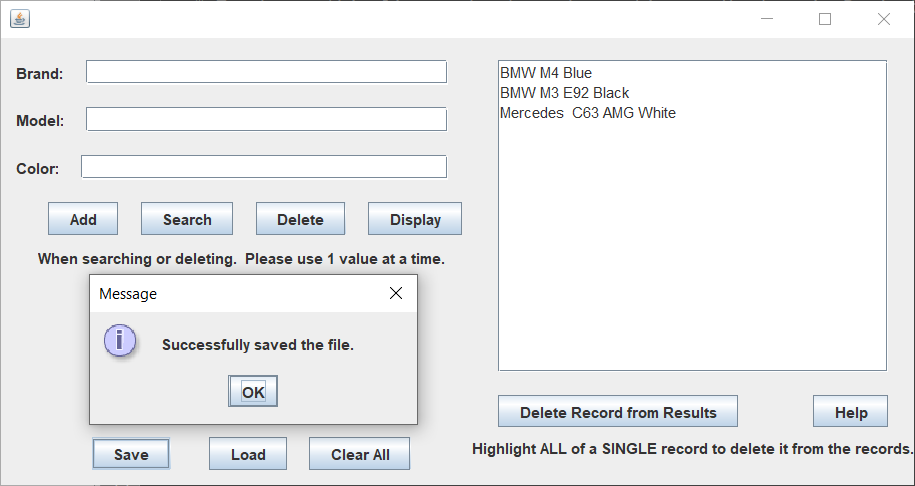 Brand:
Model:
Color:
Add Search Delete Display
When searching or deleting.  Please use 1 value at a time.
Message
Successfully saved the file.
OK
Save Load Clear All
BMW M4 Blue
BMW M3 E92 Black
Mercedes  C63 AMG White
Delete Record from Results Help
Highlight ALL of a SINGLE record to delete it from the records.